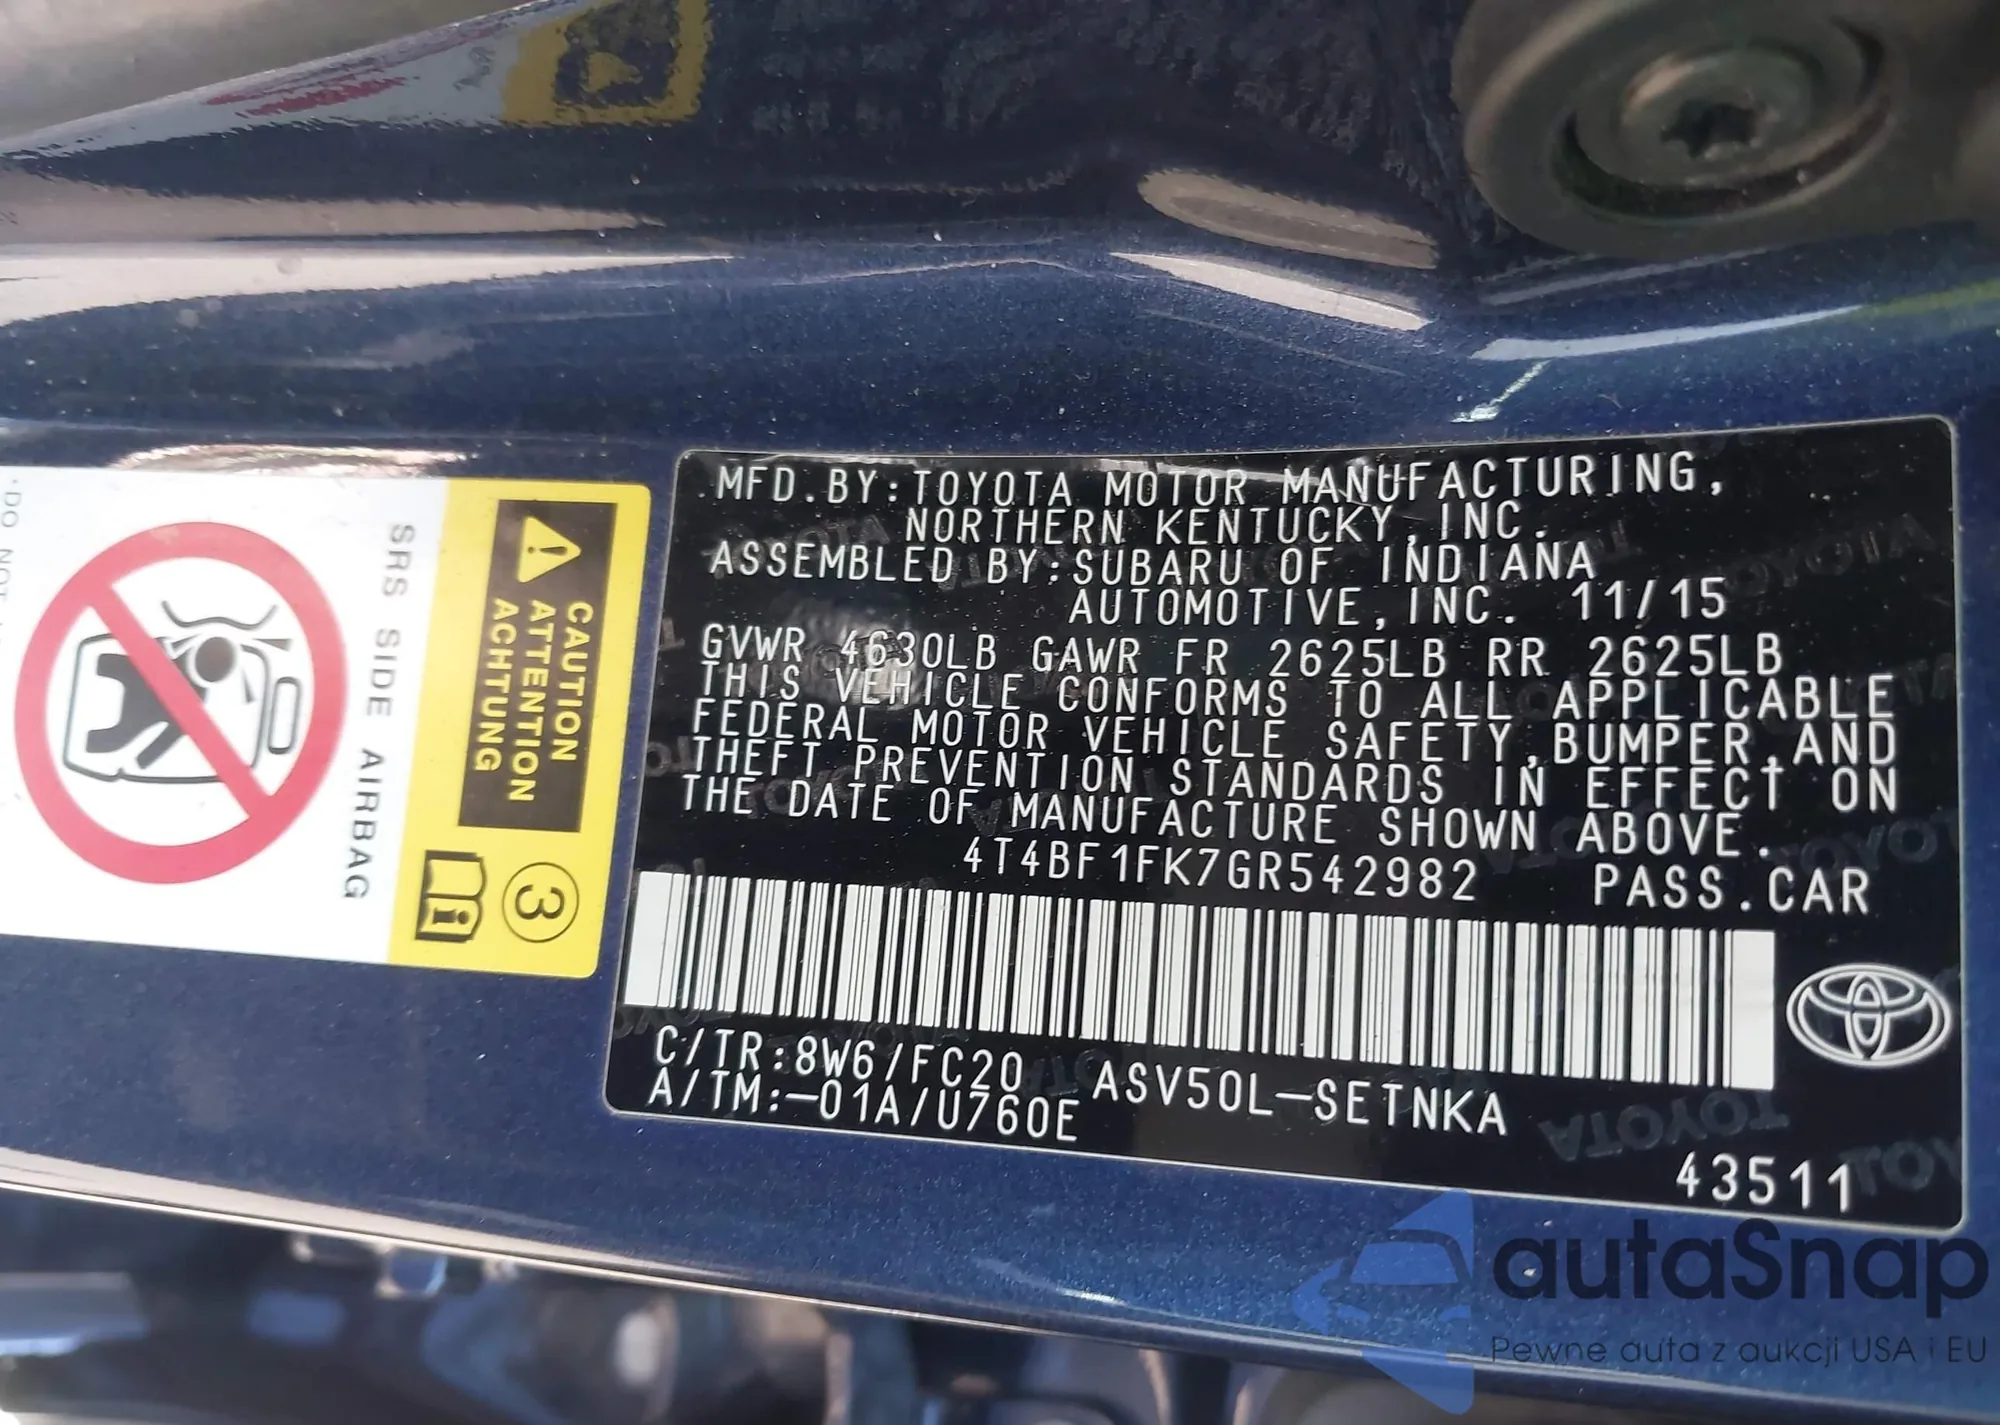 MFD.BY:TOYOTA MOTOR MANUFACTURING,
NORTHERN KENTUCKY,INC.
ASSEMBLED BY:SUBARU OF INDIANA
AUTOMOTIVE,INC. 11/15
GVWR 4630LB GAWR FR 2625LB RR 2625LB
THIS VEHICLE CONFORMS TO ALL APPLICABLE
FEDERAL MOTOR VEHICLE SAFETY,BUMPER,AND
THEFT PREVENTION STANDARDS IN EFFECT ON
THE DATE OF MANUFACTURE SHOWN ABOVE.
4T4BF1FK7GR542982 PASS.CAR
C/TR:8W6/FC20
A/TM:-01A/U760E
ASV50L-SETNKA
43511
TOYOTA
CAUTION
ATTENTION
ACHTUNG
3
SRS SIDE AIRBAG
DO NOT
autaSnap
Pewne auta z aukcji USA i EU